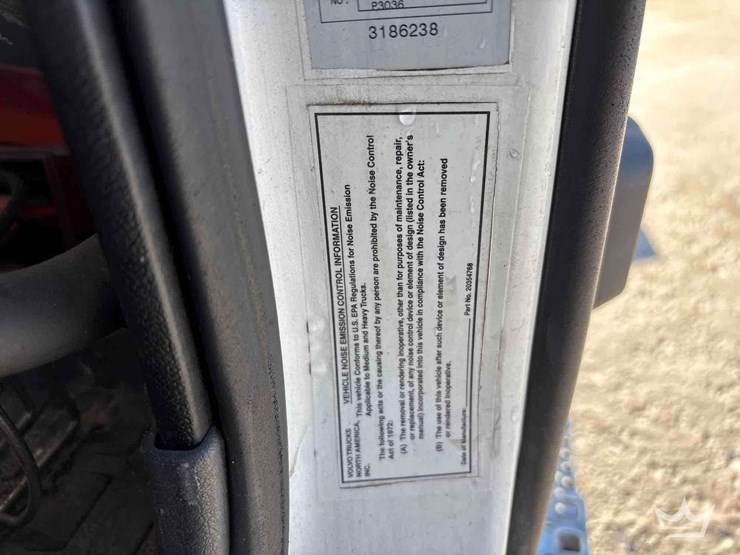 NO.
P3036
3186238
VEHICLE NOISE EMISSION CONTROL INFORMATION
VOLVO TRUCKS
NORTH AMERICA,
INC.
This vehicle Conforms to U.S. EPA Regulations for Noise Emission
Applicable to Medium and Heavy Trucks.
The following acts or the causing thereof by any person are prohibited by the Noise Control
Act of 1972:
(A) The removal or rendering inoperative, other than for purposes of maintenance, repair,
or replacement, of any noise control device or element of design (listed in the owner's
manual) incorporated into this vehicle in compliance with the Noise Control Act:
(B) The use of this vehicle after such device or element of design has been removed
or rendered inoperative.
Date of Manufacture:
Part No. 20354768